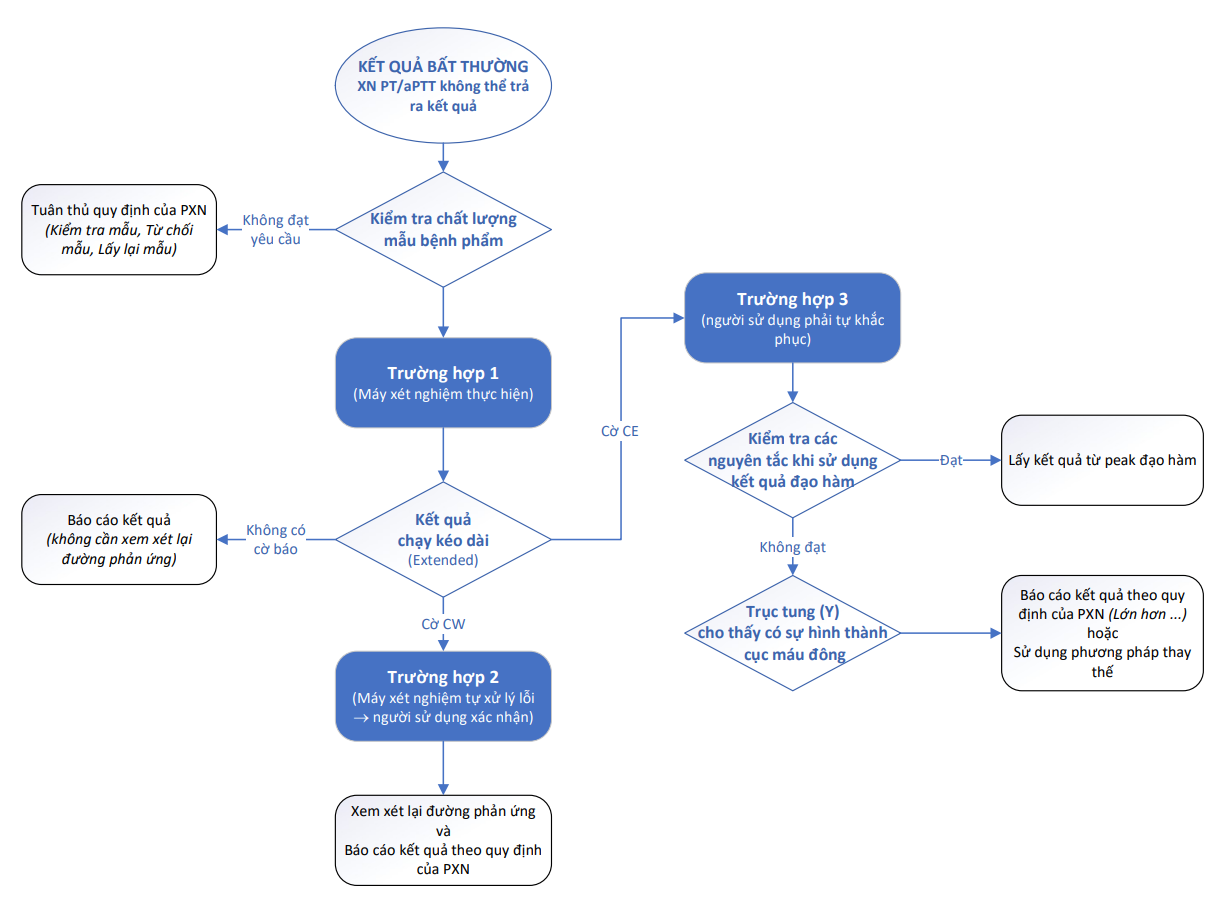 KẾT QUẢ BẤT THƯỜNG
XN PT/aPTT không thể trả
ra kết quả
Kiểm tra chất lượng
mẫu bệnh phẩm
Không đạt
yêu cầu
Tuân thủ quy định của PXN
(Kiểm tra mẫu, Từ chối
mẫu, Lấy lại mẫu)
Trường hợp 1
(Máy xét nghiệm thực hiện)
Kết quả
chạy kéo dài
(Extended)
Không có
cờ báo
Báo cáo kết quả
(không cần xem xét lại
đường phản ứng)
Cờ CW
Trường hợp 2
(Máy xét nghiệm tự xử lý lỗi
→ người sử dụng xác nhận)
Xem xét lại đường phản ứng
và
Báo cáo kết quả theo quy định
của PXN
Cờ CE
Trường hợp 3
(người sử dụng phải tự khắc
phục)
Kiểm tra các
nguyên tắc khi sử dụng
kết quả đạo hàm
Đạt
Lấy kết quả từ peak đạo hàm
Không đạt
Trục tung (Y)
cho thấy có sự hình thành
cục máu đông
Báo cáo kết quả theo quy
định của PXN (Lớn hơn ...)
hoặc
Sử dụng phương pháp thay
thế